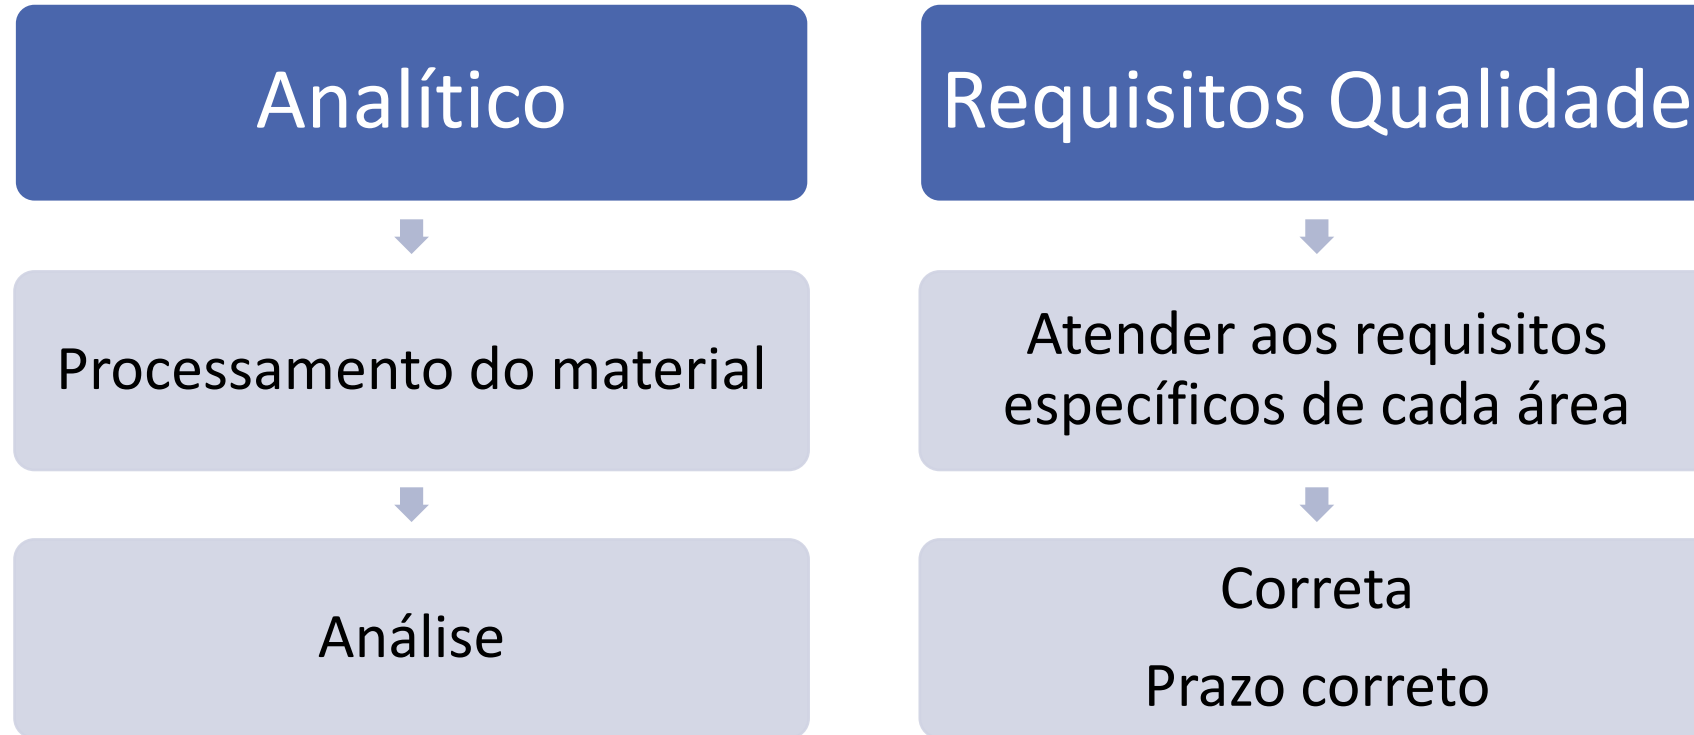 Analítico
Processamento do material
Análise
Requisitos Qualidade
Atender aos requisitos
específicos de cada área
Correta
Prazo correto